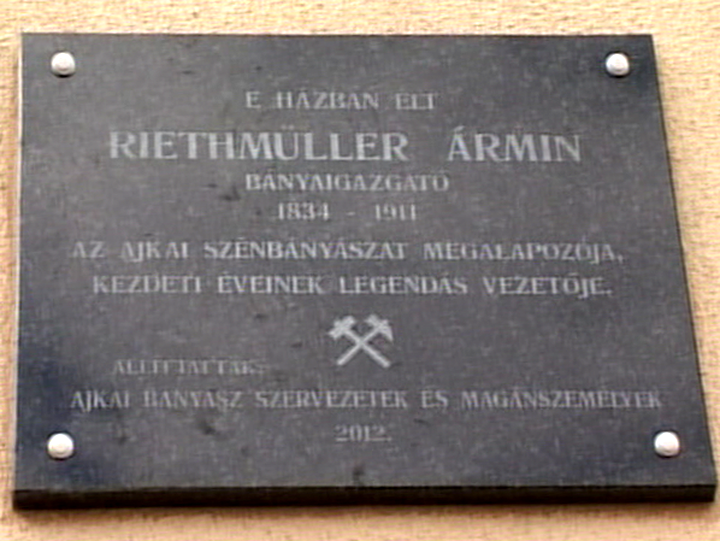 E HÁZBAN ÉLT
RIETHMÜLLER ÁRMIN
BÁNYAIGAZGATÓ
1834 - 1911
AZ AJKAI SZÉNBÁNYÁSZAT MEGALAPOZÓJA,
KEZDETI ÉVEINEK LEGENDÁS VEZETŐJE.
ÁLLÍTTATTÁK:
AJKAI BÁNYÁSZ SZERVEZETEK ÉS MAGÁNSZEMÉLYEK
2012.